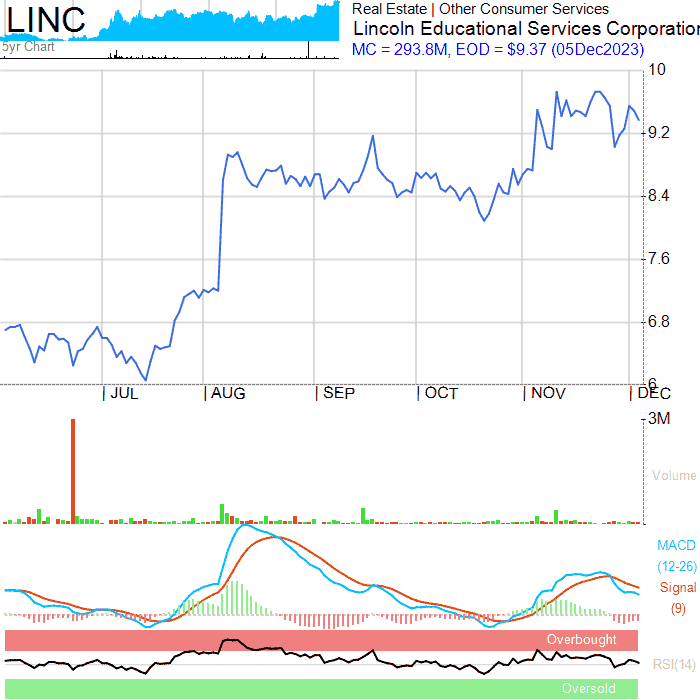 LINC
5yr Chart
Real Estate | Other Consumer Services
Lincoln Educational Services Corporation
MC = 293.8M, EOD = $9.37 (05Dec2023)
10
9.2
8.4
7.6
6.8
6
JUL
AUG
SEP
OCT
NOV
DEC
3M
Volume
MACD
(12-26)
Signal
(9)
Overbought
RSI(14)
Oversold